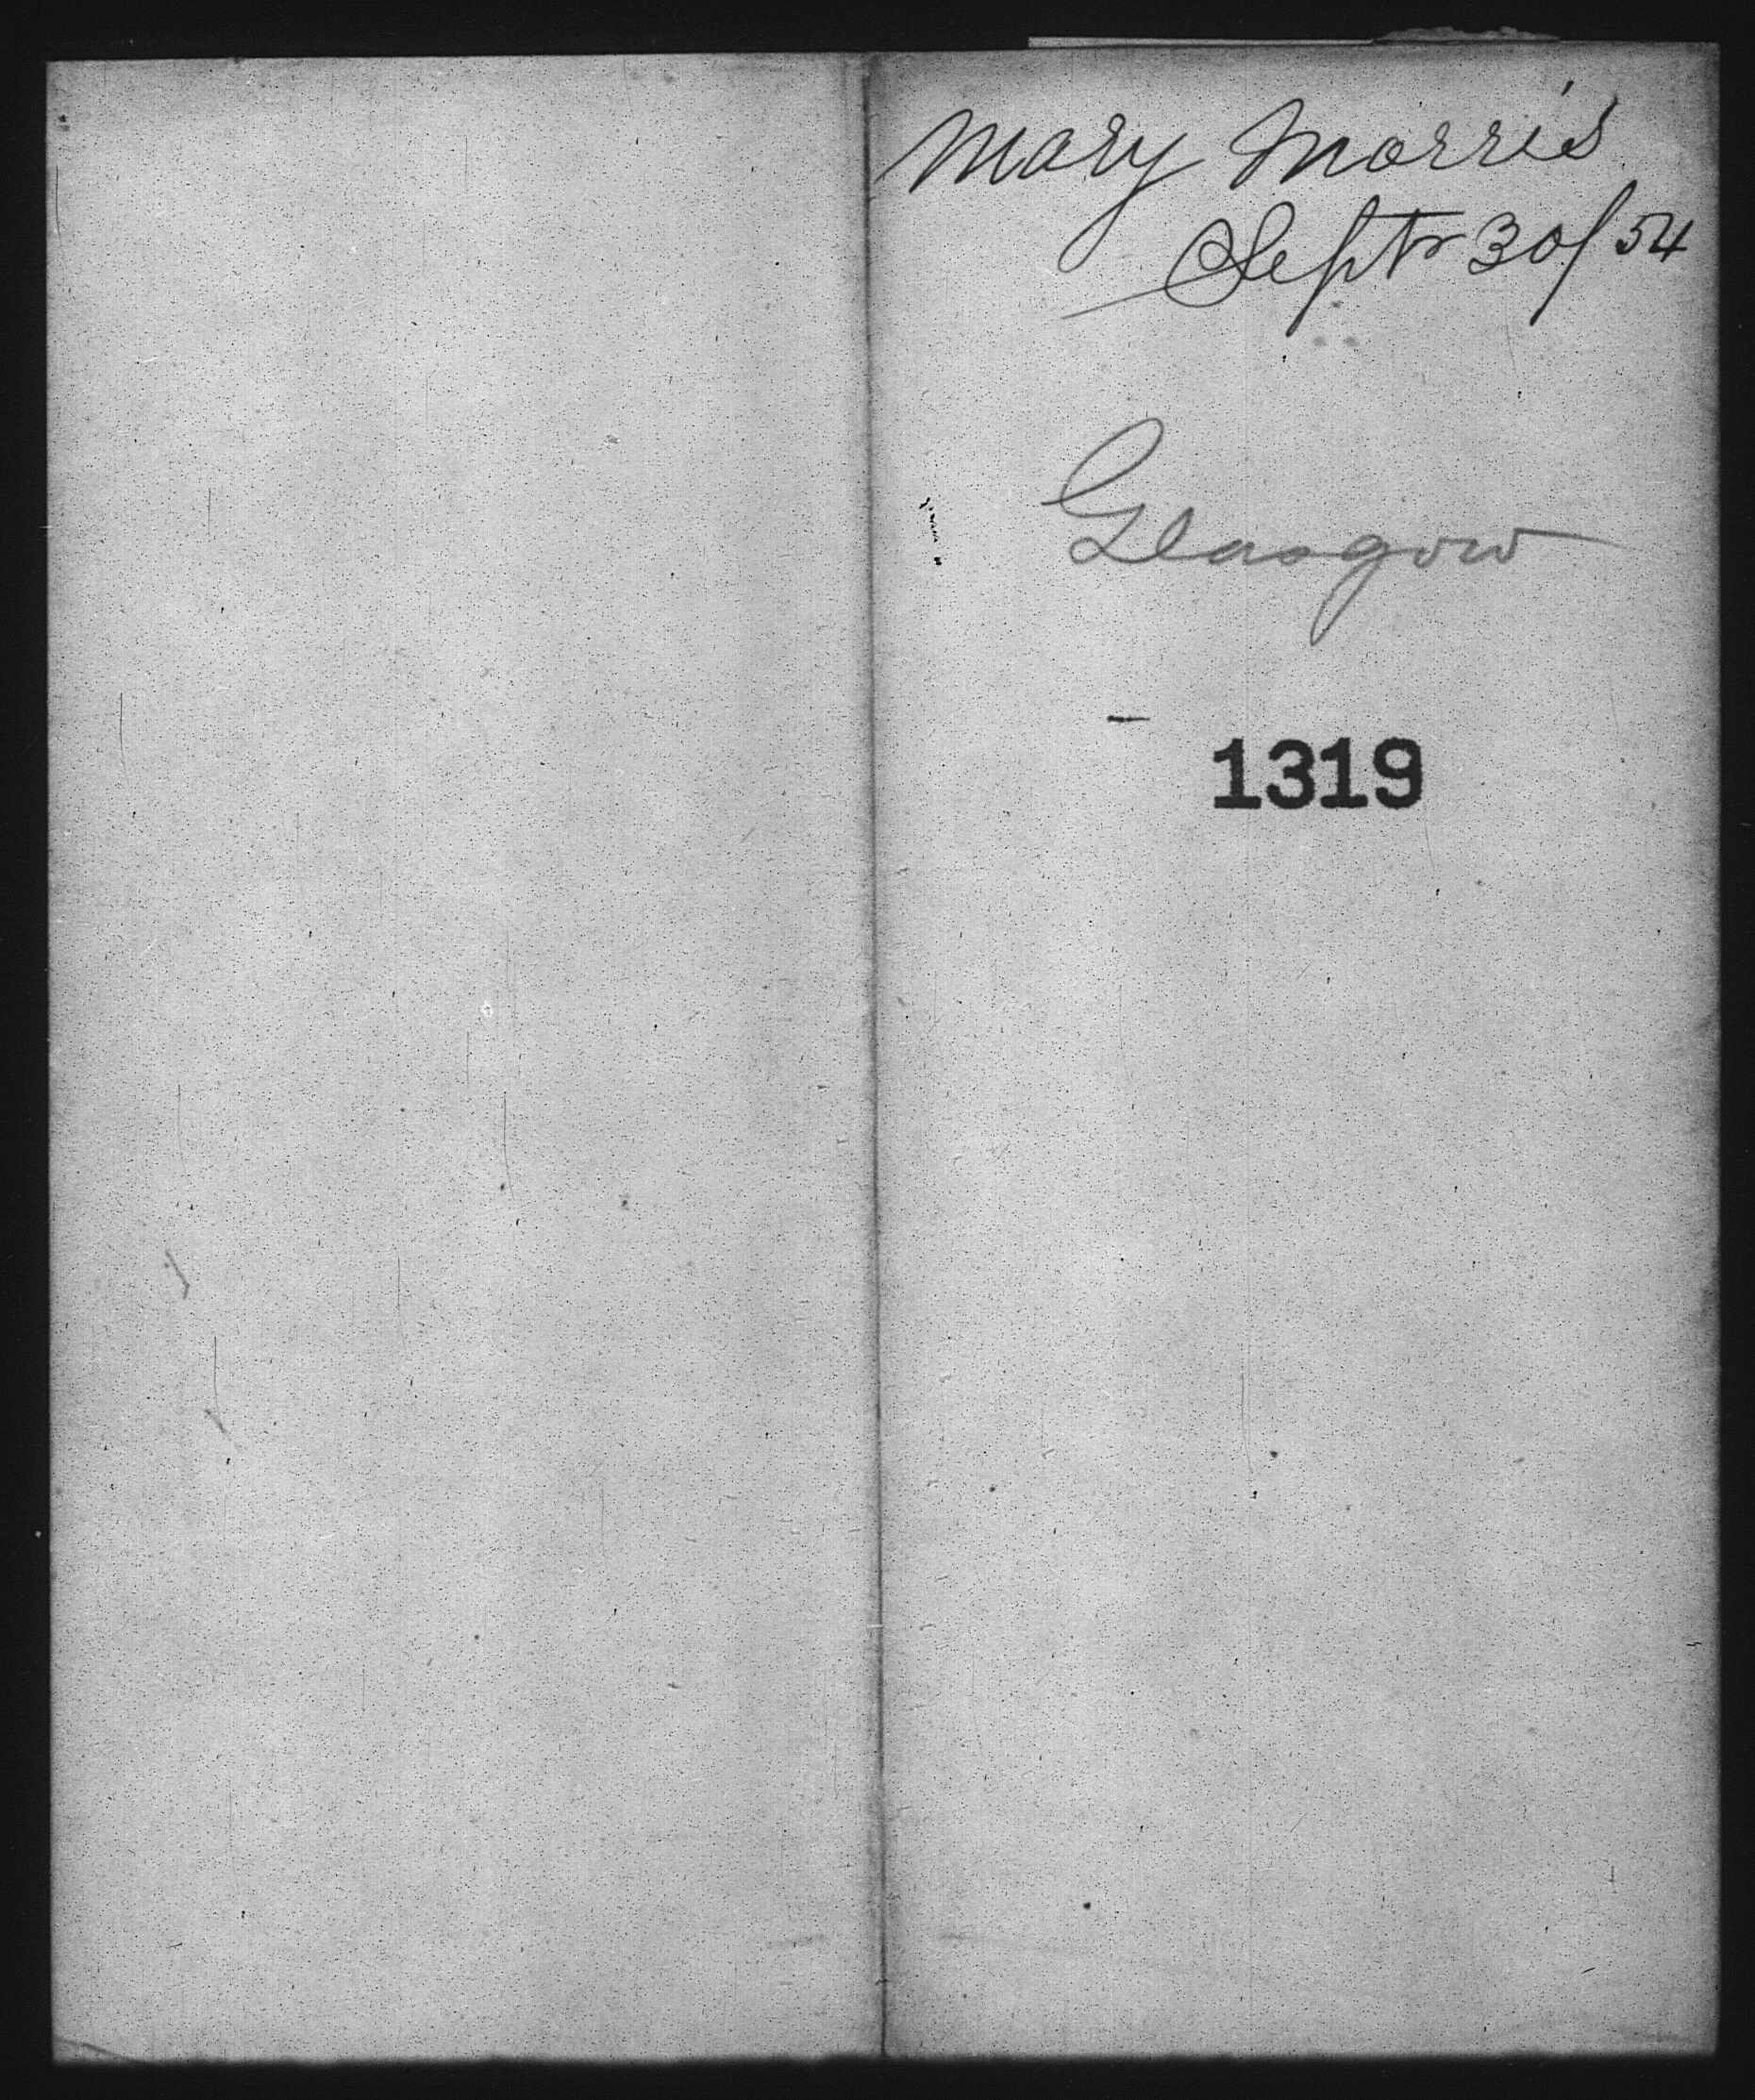 Mary Morris
Septr 30/54
Glasgow
1319